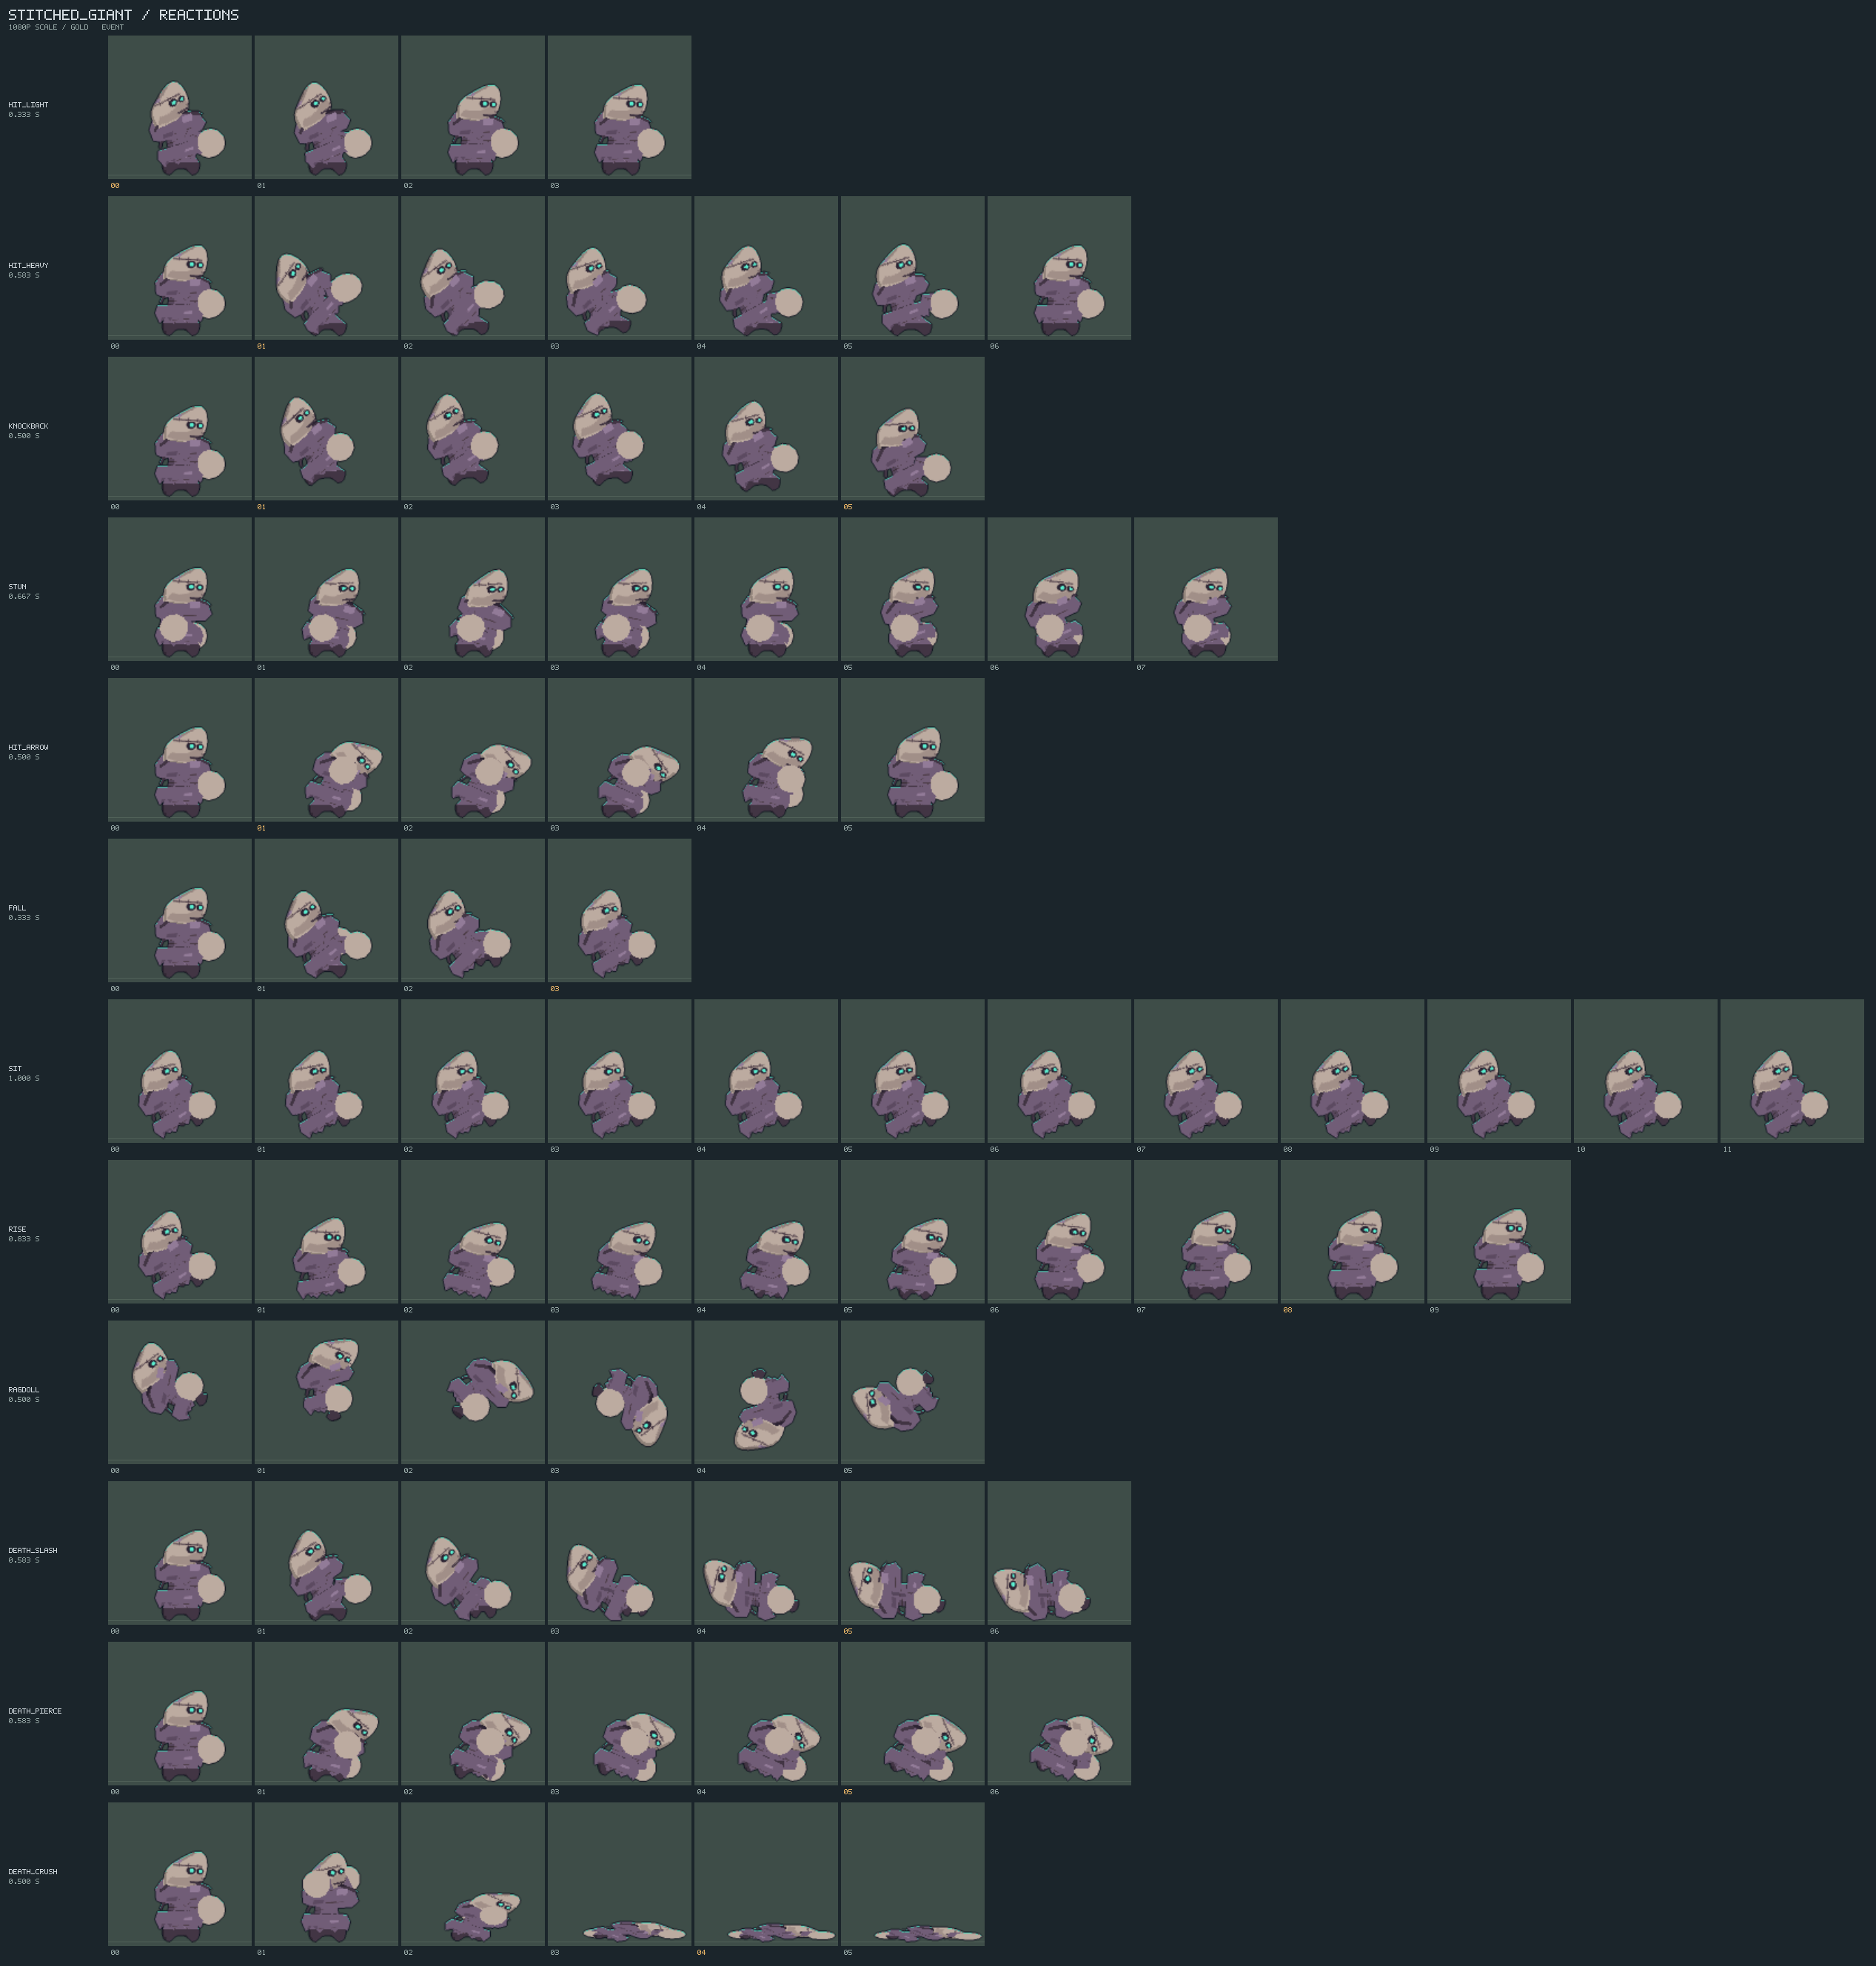 STITCHED_GIANT / REACTIONS
1080P SCALE / GOLD  EVENT
HIT_LIGHT
0.333 S
00 01 02 03
HIT_HEAVY
0.583 S
00 01 02 03 04 05 06
KNOCKBACK
0.500 S
00 01 02 03 04 05
STUN
0.667 S
00 01 02 03 04 05 06 07
HIT_ARROW
0.500 S
00 01 02 03 04 05
FALL
0.333 S
00 01 02 03
SIT
1.000 S
00 01 02 03 04 05 06 07 08 09 10 11
RISE
0.833 S
00 01 02 03 04 05 06 07 08 09
RAGDOLL
0.500 S
00 01 02 03 04 05
DEATH_SLASH
0.583 S
00 01 02 03 04 05 06
DEATH_PIERCE
0.583 S
00 01 02 03 04 05 06
DEATH_CRUSH
0.500 S
00 01 02 03 04 05